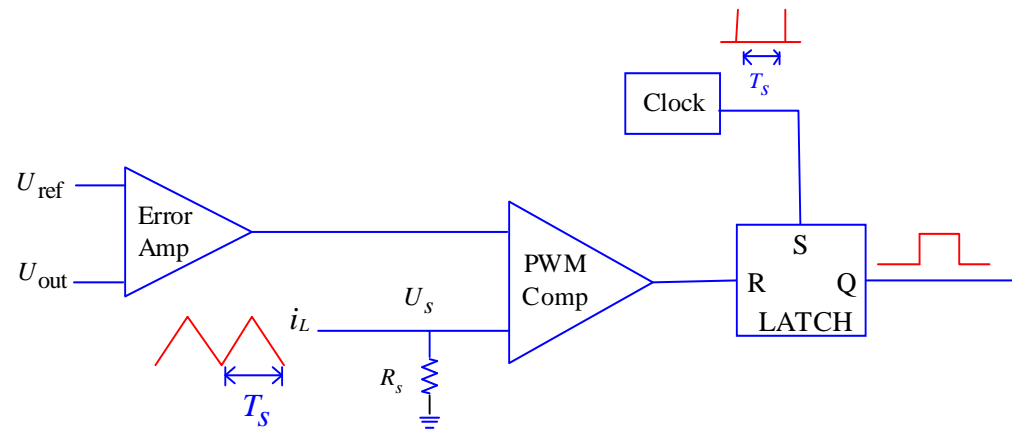 T_s
Clock
U_ref
Error
Amp
U_out
PWM
Comp
S
R
Q
LATCH
U_s
i_L
R_s
T_s